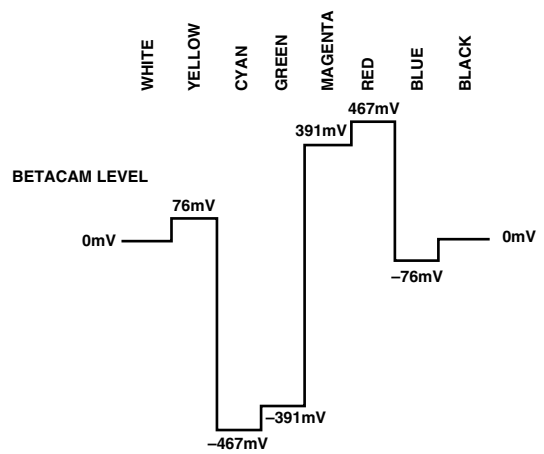 WHITE
YELLOW
CYAN
GREEN
MAGENTA
RED
BLUE
BLACK
467mV
391mV
BETACAM LEVEL
76mV
0mV
0mV
–76mV
–391mV
–467mV